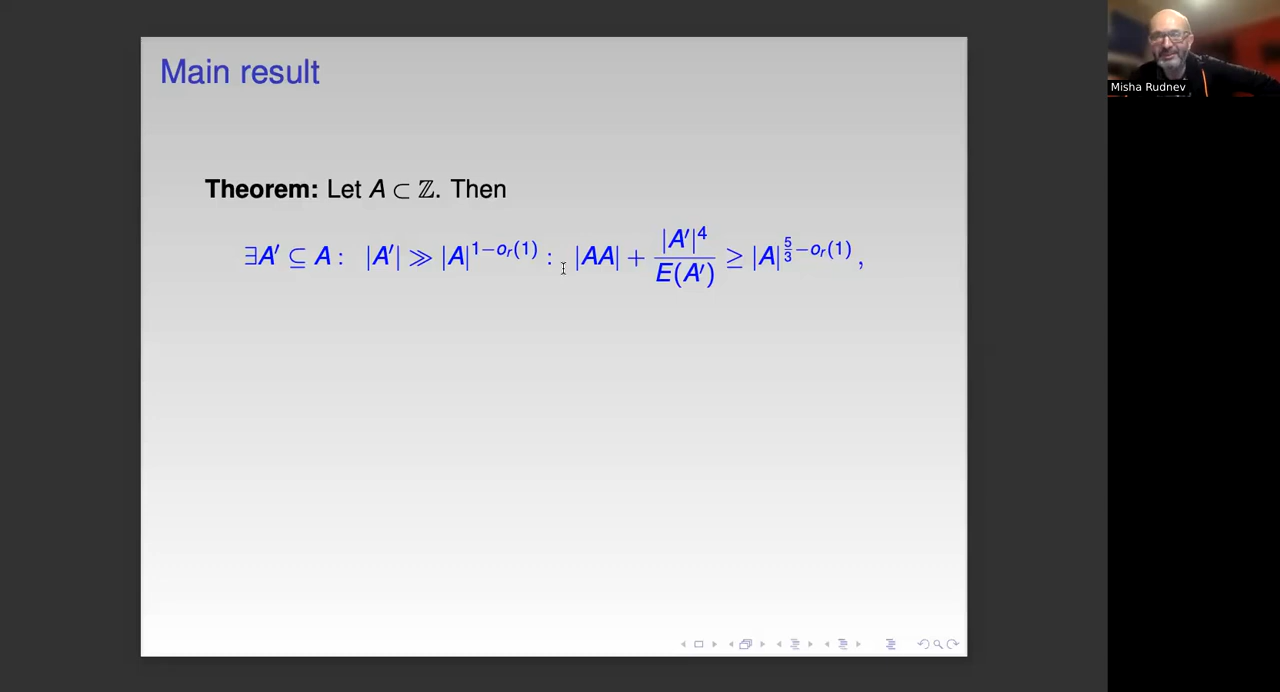 Main result
Theorem: Let A ⊂ ℤ. Then
∃A′ ⊆ A : |A′| ≫ |A|^{1−o_r(1)} : |AA| + |A′|^4 / E(A′) ≥ |A|^{5/3 − o_r(1)} ,
Misha Rudnev